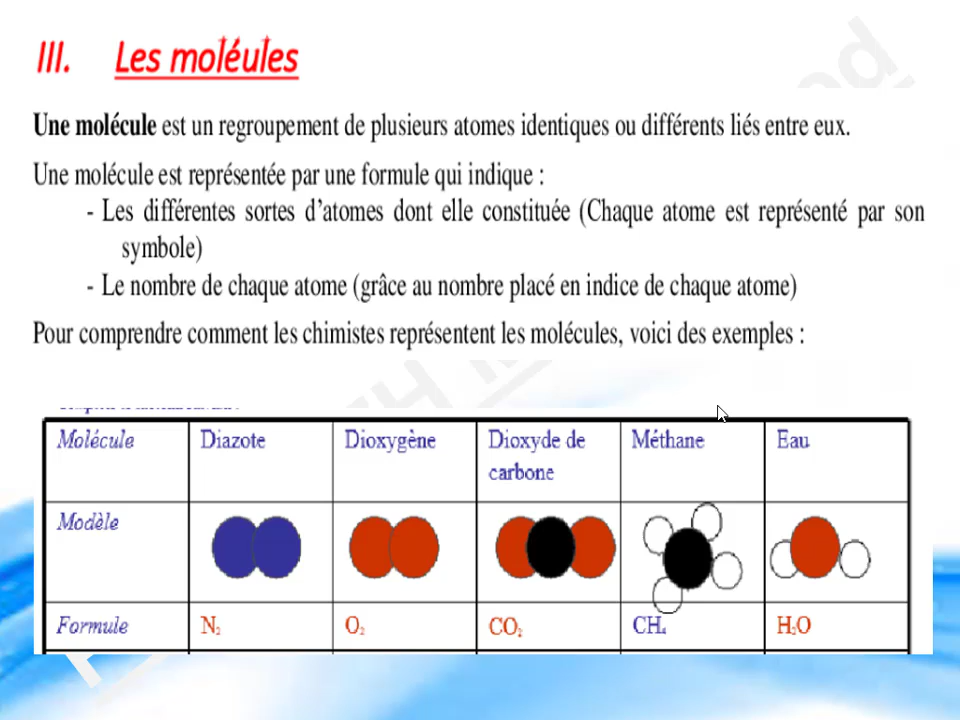 III. Les moléules
Une molécule est un regroupement de plusieurs atomes identiques ou différents liés entre eux.
Une molécule est représentée par une formule qui indique :
- Les différentes sortes d’atomes dont elle constituée (Chaque atome est représenté par son
symbole)
- Le nombre de chaque atome (grâce au nombre placé en indice de chaque atome)
Pour comprendre comment les chimistes représentent les molécules, voici des exemples :
Molécule Diazote Dioxygène Dioxyde de carbone Méthane Eau
Modèle
Formule N₂ O₂ CO₂ CH₄ H₂O